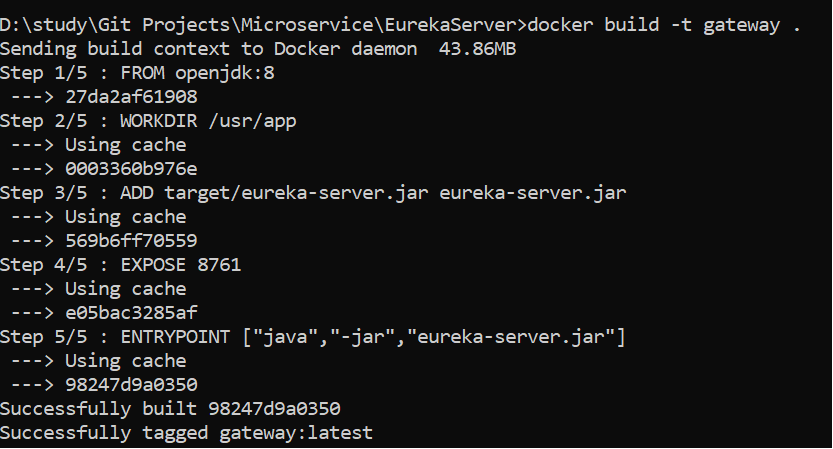 D:\study\Git Projects\Microservice\EurekaServer>docker build -t gateway .
Sending build context to Docker daemon  43.86MB
Step 1/5 : FROM openjdk:8
 ---> 27da2af61908
Step 2/5 : WORKDIR /usr/app
 ---> Using cache
 ---> 0003360b976e
Step 3/5 : ADD target/eureka-server.jar eureka-server.jar
 ---> Using cache
 ---> 569b6ff70559
Step 4/5 : EXPOSE 8761
 ---> Using cache
 ---> e05bac3285af
Step 5/5 : ENTRYPOINT ["java","-jar","eureka-server.jar"]
 ---> Using cache
 ---> 98247d9a0350
Successfully built 98247d9a0350
Successfully tagged gateway:latest